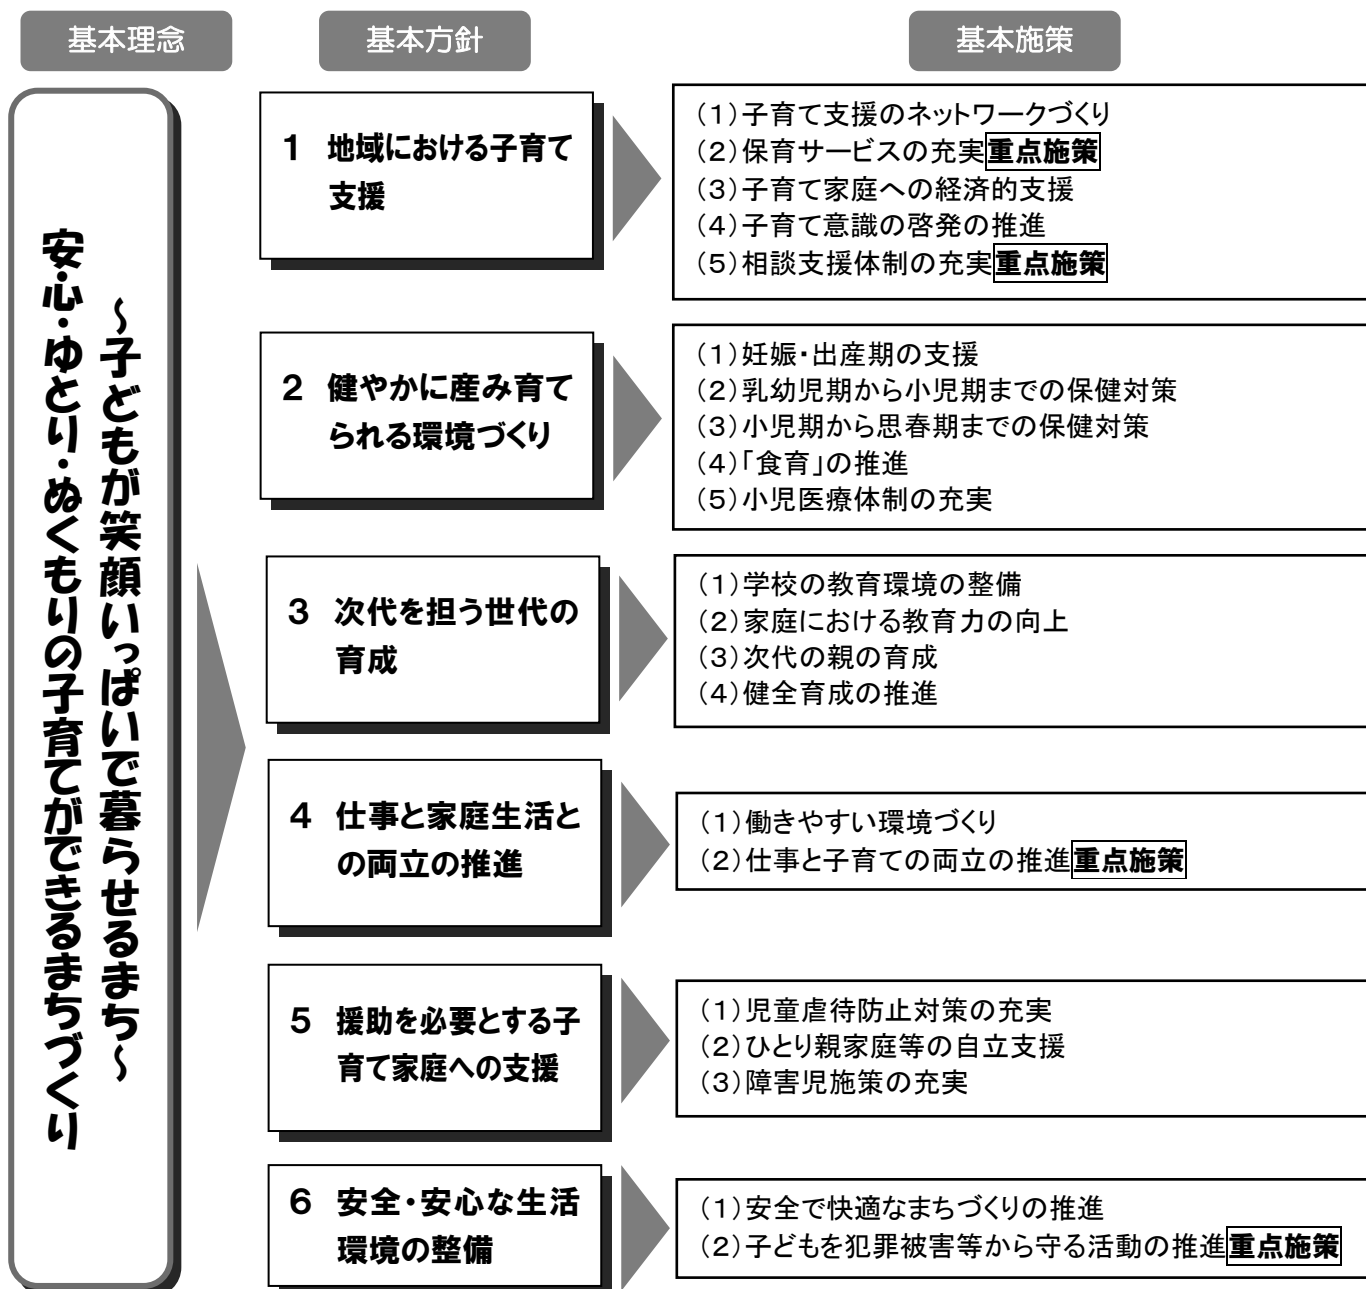 基本理念
基本方針
基本施策
安心・ゆとり・ぬくもりの子育てができるまちづくり
～子どもが笑顔いっぱいで暮らせるまち～
1 地域における子育て
支援
（1）子育て支援のネットワークづくり
（2）保育サービスの充実重点施策
（3）子育て家庭への経済的支援
（4）子育て意識の啓発の推進
（5）相談支援体制の充実重点施策
2 健やかに産み育て
られる環境づくり
（1）妊娠・出産期の支援
（2）乳幼児期から小児期までの保健対策
（3）小児期から思春期までの保健対策
（4）「食育」の推進
（5）小児医療体制の充実
3 次代を担う世代の
育成
（1）学校の教育環境の整備
（2）家庭における教育力の向上
（3）次代の親の育成
（4）健全育成の推進
4 仕事と家庭生活と
の両立の推進
（1）働きやすい環境づくり
（2）仕事と子育ての両立の推進重点施策
5 援助を必要とする子
育て家庭への支援
（1）児童虐待防止対策の充実
（2）ひとり親家庭等の自立支援
（3）障害児施策の充実
6 安全・安心な生活
環境の整備
（1）安全で快適なまちづくりの推進
（2）子どもを犯罪被害等から守る活動の推進重点施策